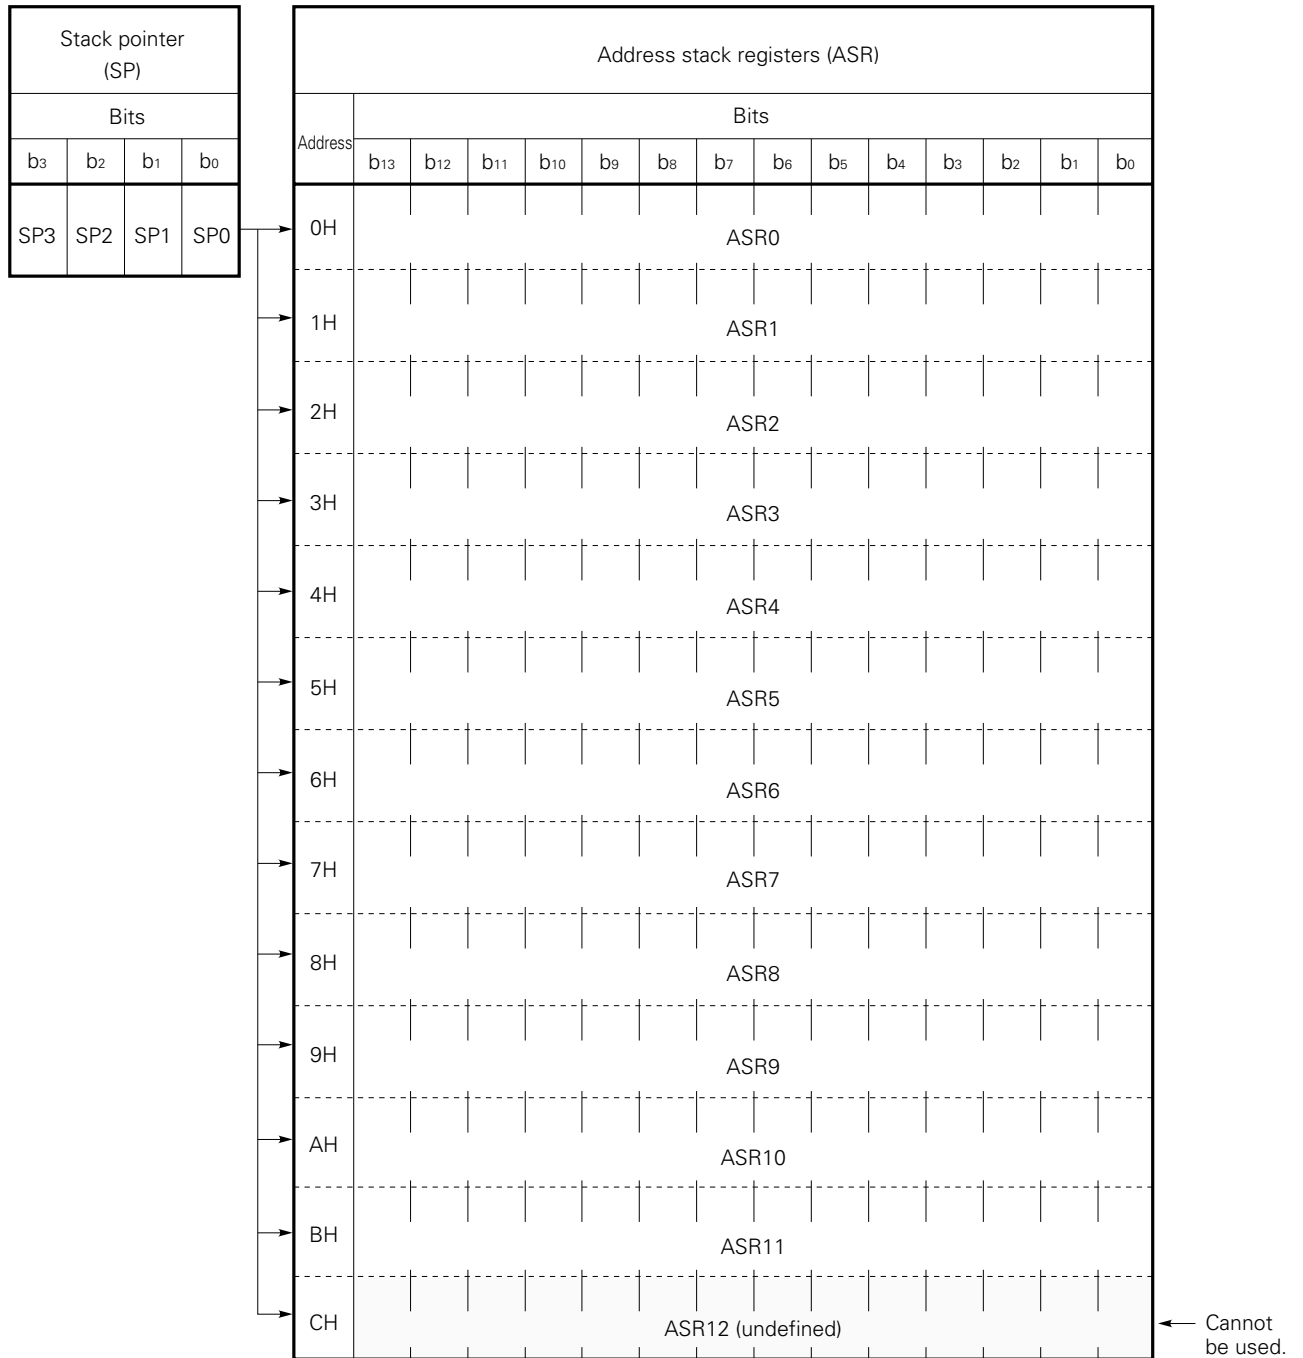 Stack pointer
(SP)
Bits
b3 b2 b1 b0
SP3 SP2 SP1 SP0
Address stack registers (ASR)
Address
Bits
b13 b12 b11 b10 b9 b8 b7 b6 b5 b4 b3 b2 b1 b0
0H ASR0
1H ASR1
2H ASR2
3H ASR3
4H ASR4
5H ASR5
6H ASR6
7H ASR7
8H ASR8
9H ASR9
AH ASR10
BH ASR11
CH ASR12 (undefined)
Cannot
be used.